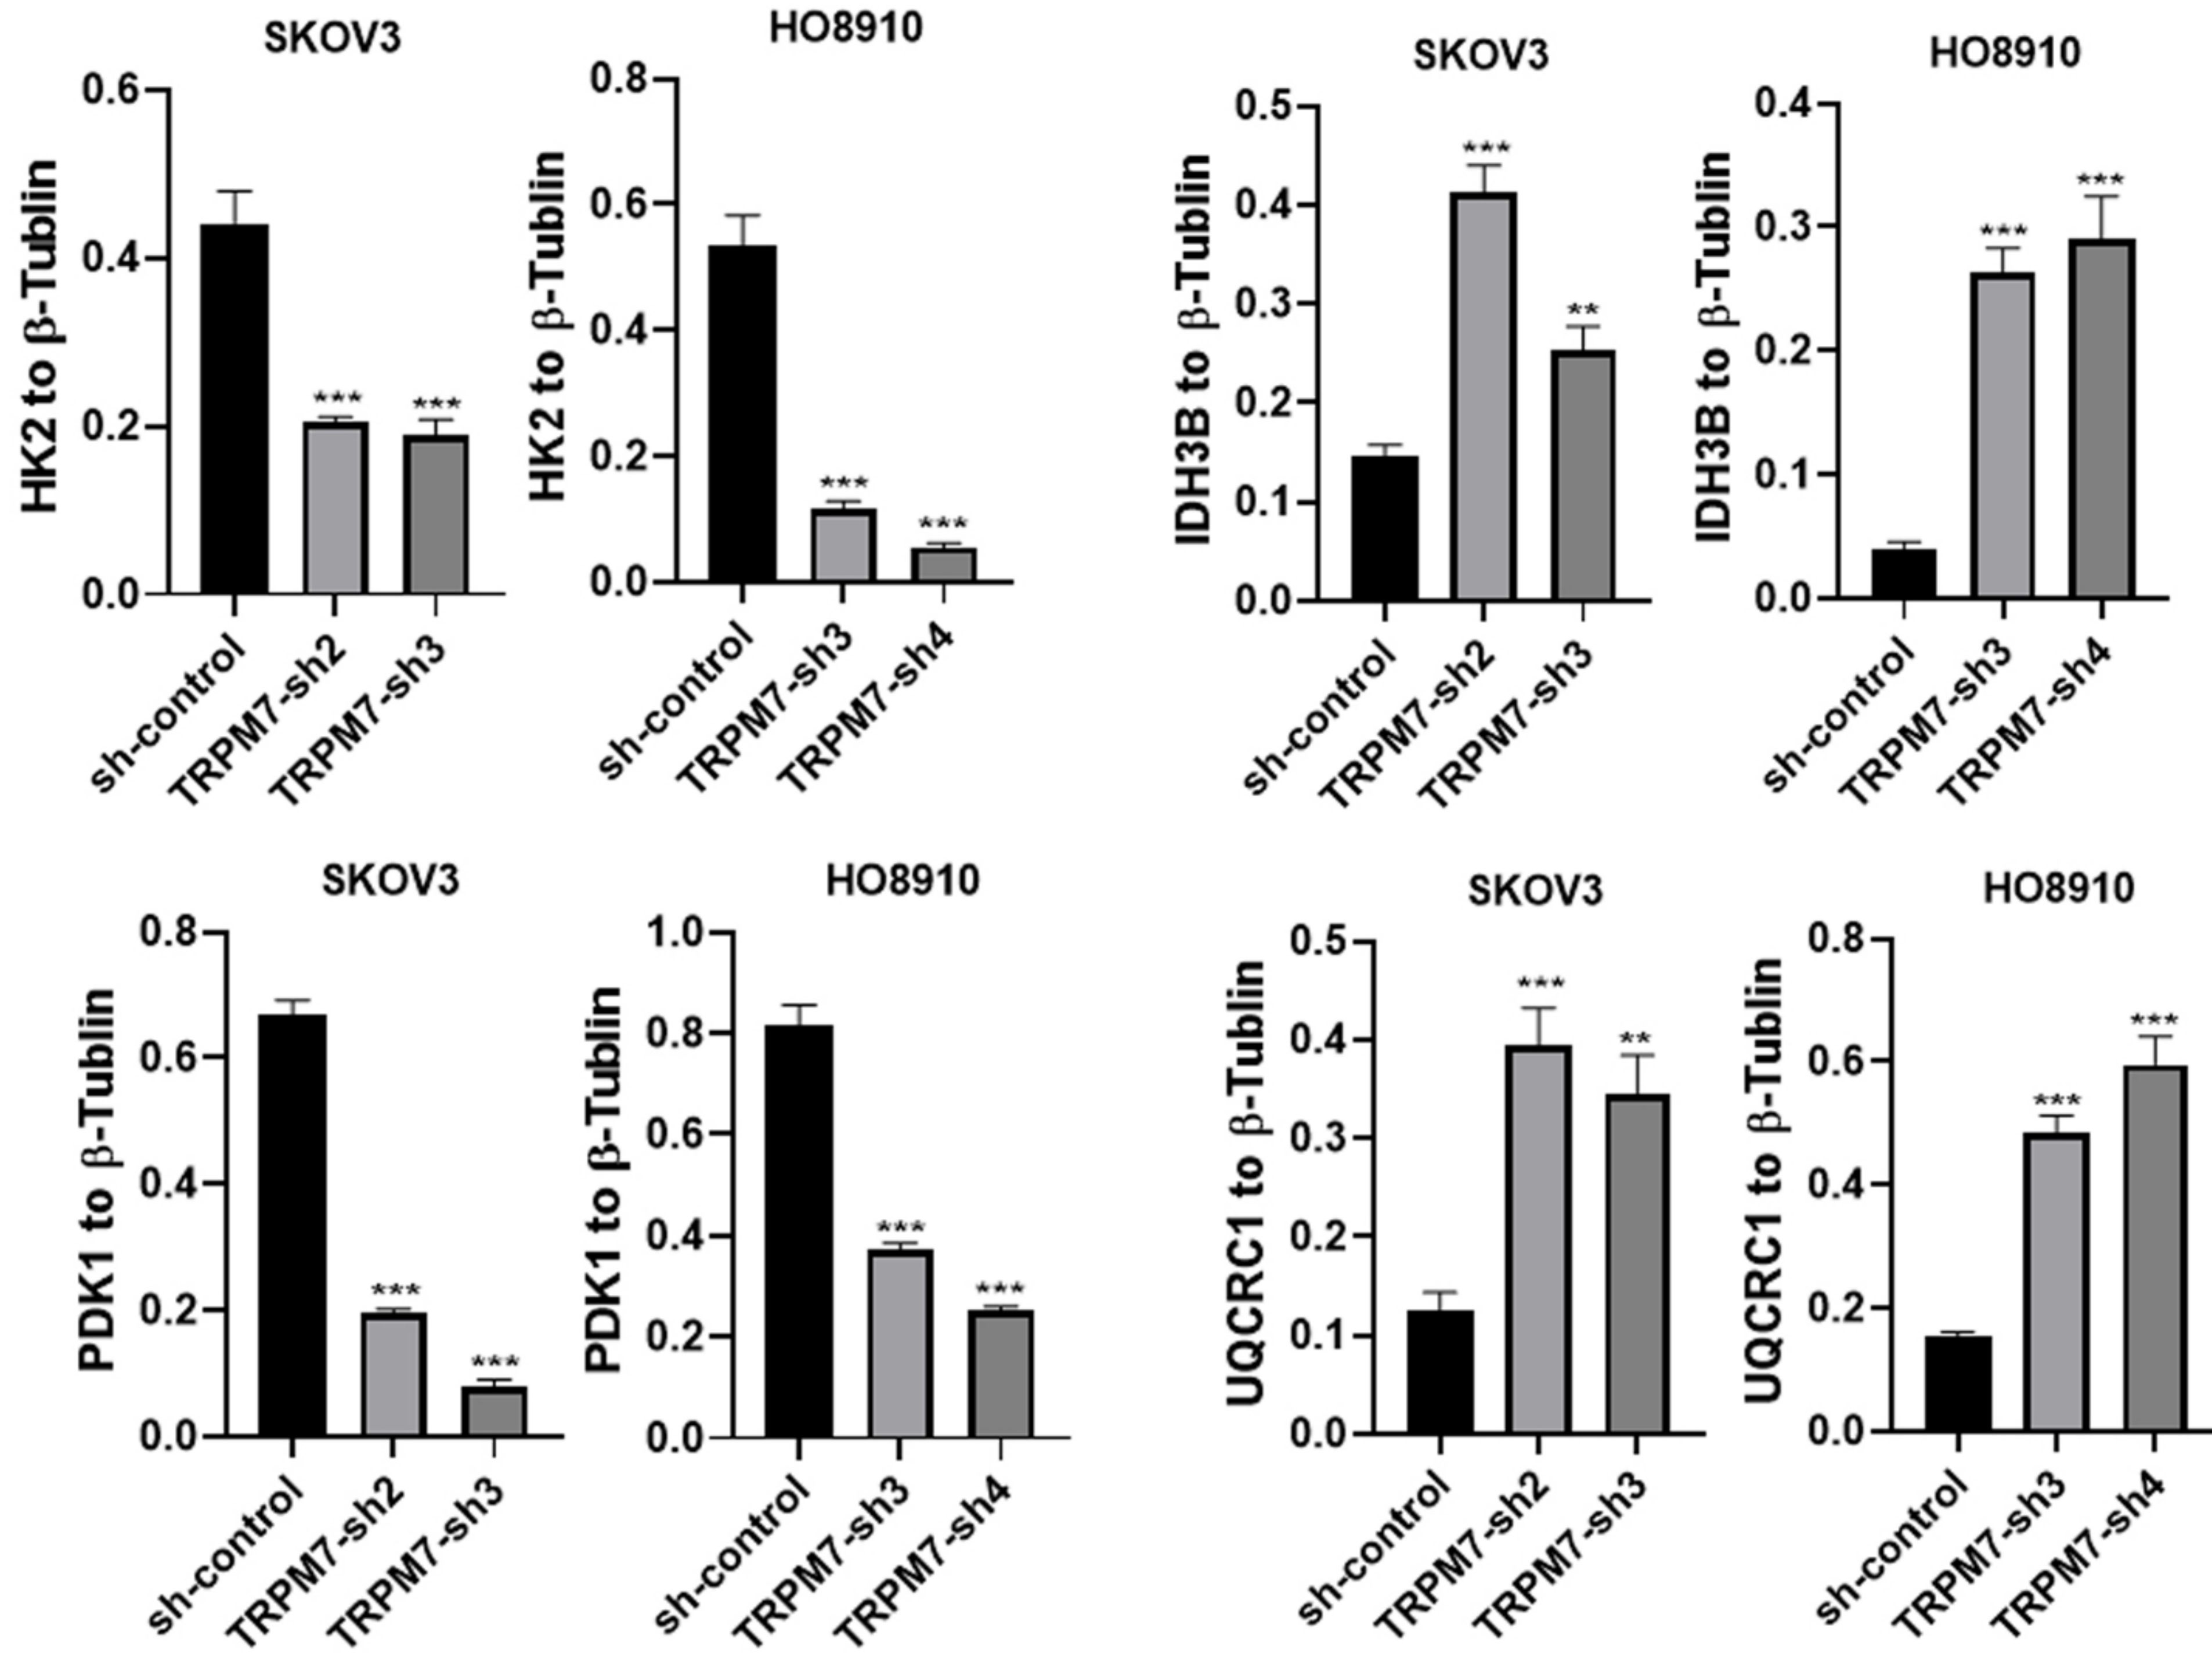 SKOV3
HK2 to β-Tublin
0.6
0.4
0.2
0.0
***
***
sh-control
TRPM7-sh2
TRPM7-sh3
HO8910
HK2 to β-Tublin
0.8
0.6
0.4
0.2
0.0
***
***
sh-control
TRPM7-sh3
TRPM7-sh4
SKOV3
IDH3B to β-Tublin
0.5
0.4
0.3
0.2
0.1
0.0
***
**
sh-control
TRPM7-sh2
TRPM7-sh3
HO8910
IDH3B to β-Tublin
0.4
0.3
0.2
0.1
0.0
***
***
sh-control
TRPM7-sh3
TRPM7-sh4
SKOV3
PDK1 to β-Tublin
0.8
0.6
0.4
0.2
0.0
***
***
sh-control
TRPM7-sh2
TRPM7-sh3
HO8910
PDK1 to β-Tublin
1.0
0.8
0.6
0.4
0.2
0.0
***
***
sh-control
TRPM7-sh3
TRPM7-sh4
SKOV3
UQCRC1 to β-Tublin
0.5
0.4
0.3
0.2
0.1
0.0
***
**
sh-control
TRPM7-sh2
TRPM7-sh3
HO8910
UQCRC1 to β-Tublin
0.8
0.6
0.4
0.2
0.0
***
***
sh-control
TRPM7-sh3
TRPM7-sh4